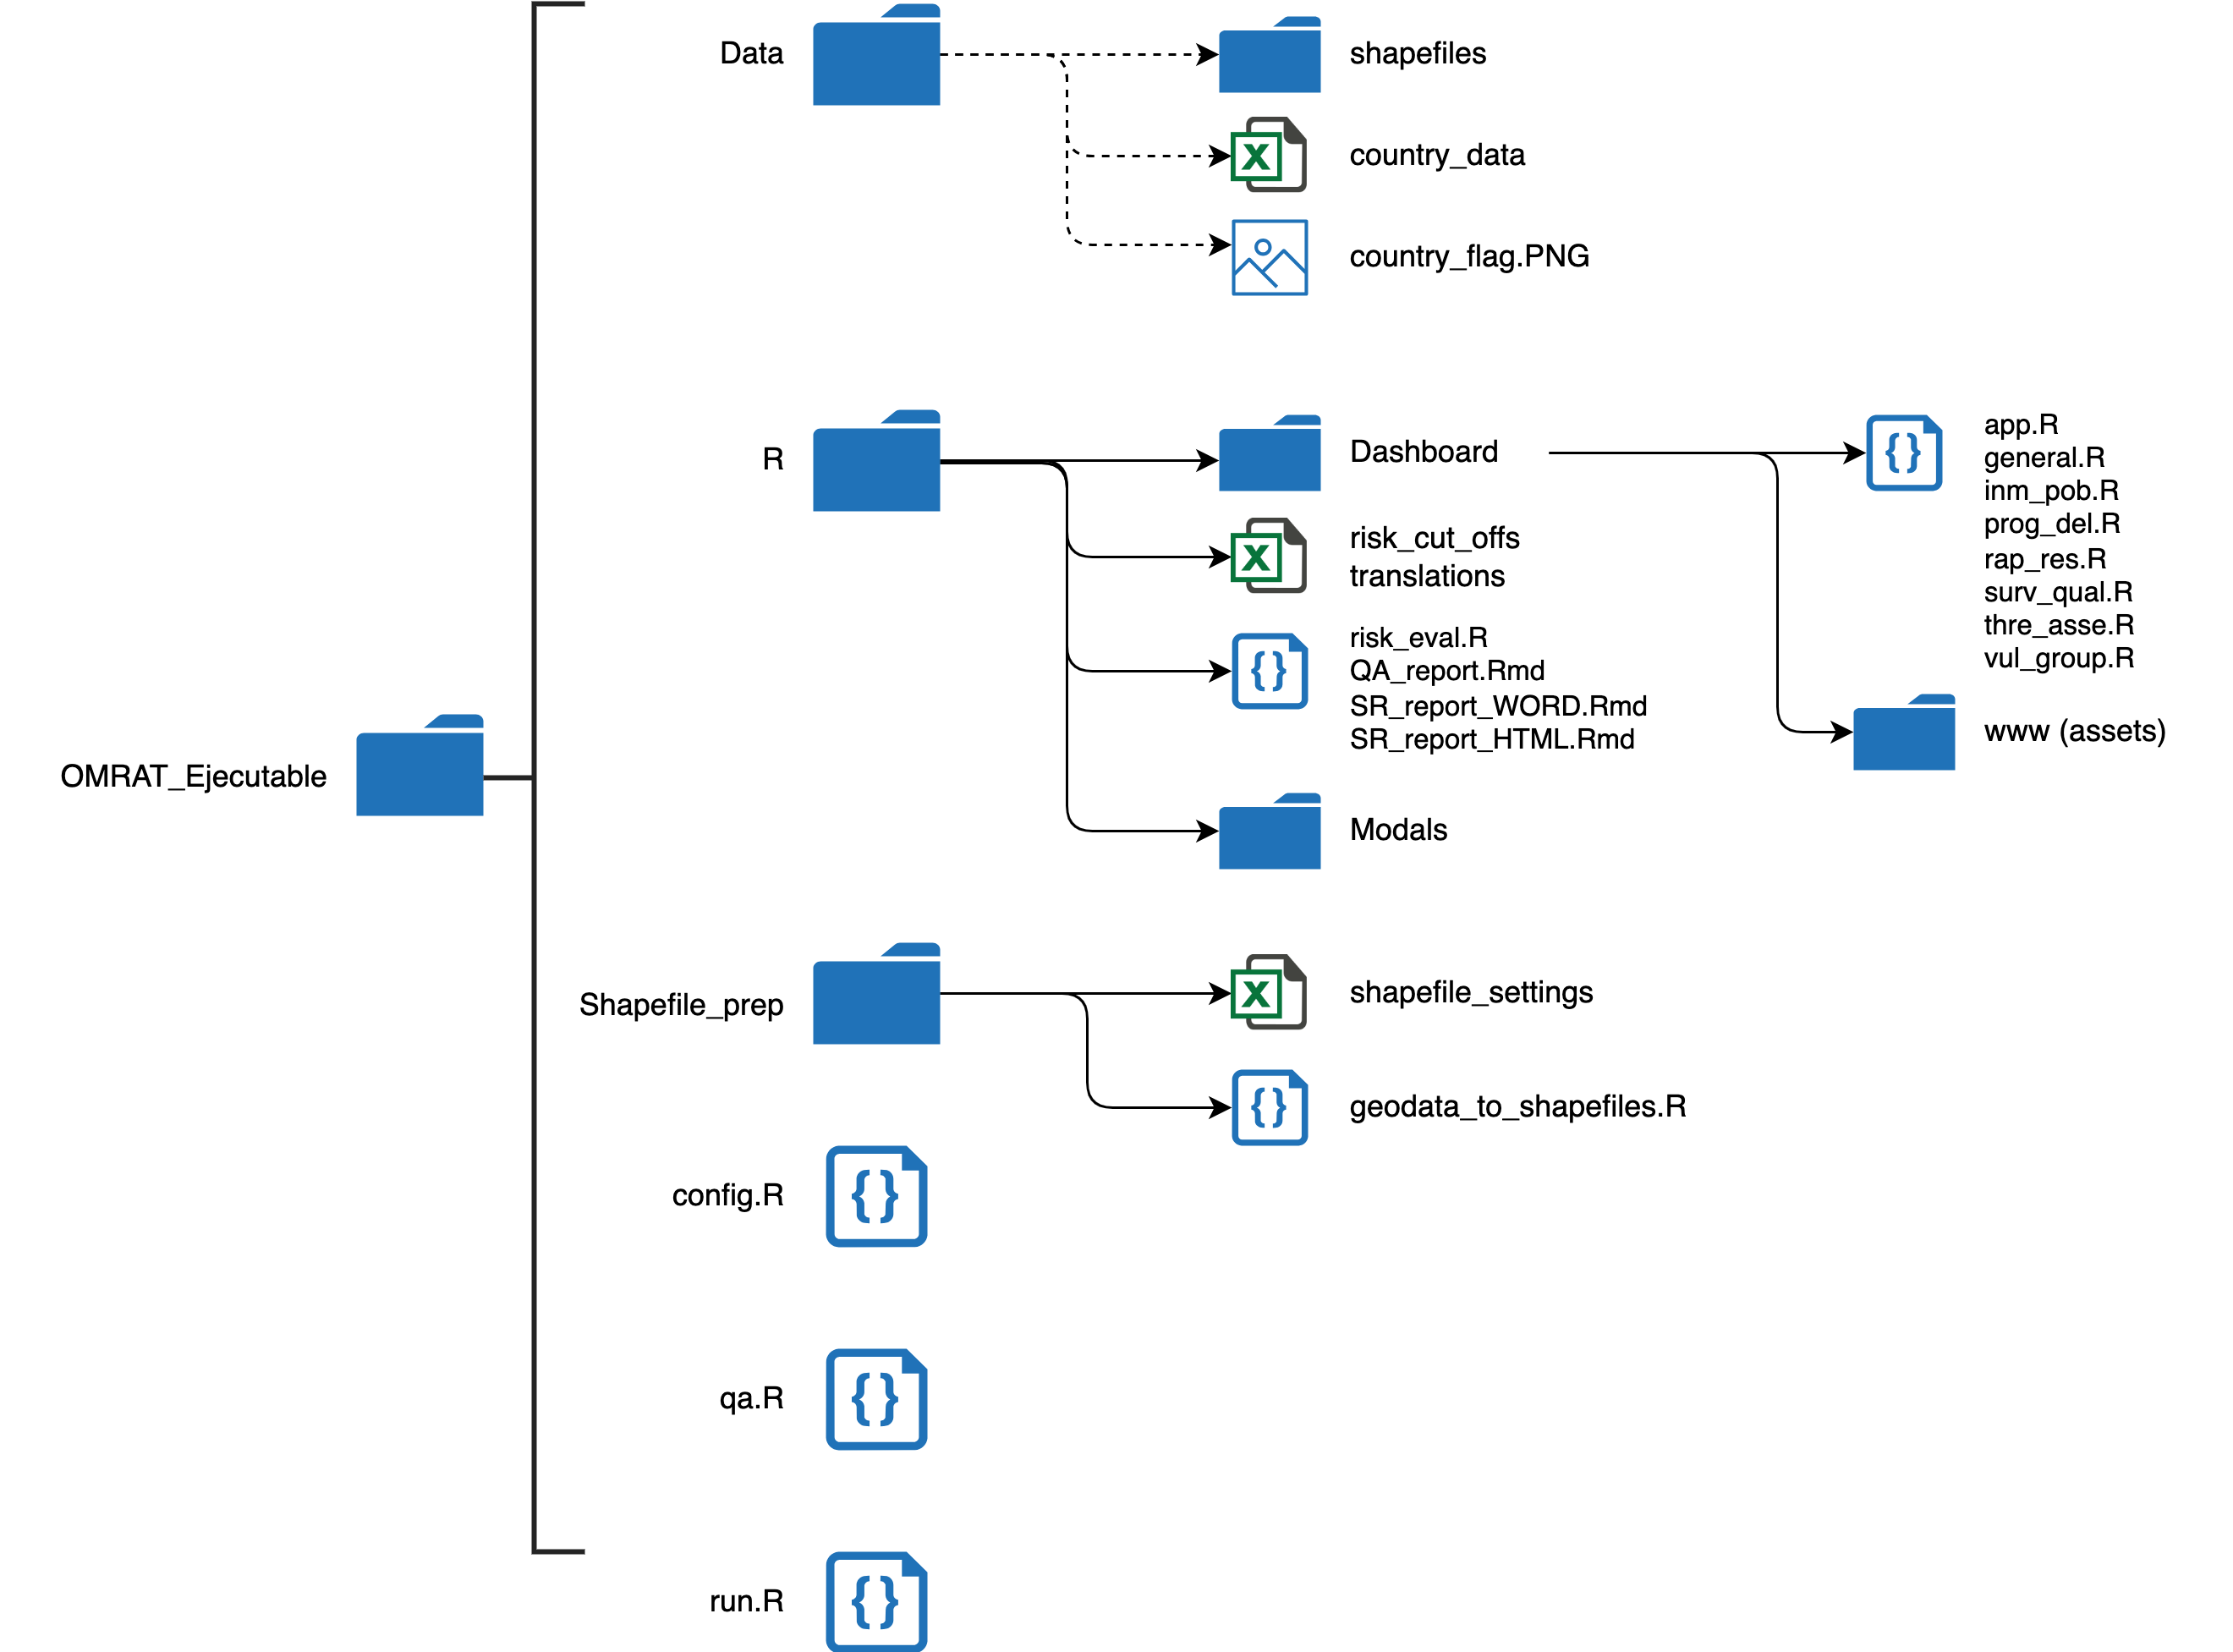 Data
shapefiles
country_data
country_flag.PNG
R
Dashboard
risk_cut_offs
translations
risk_eval.R
QA_report.Rmd
SR_report_WORD.Rmd
SR_report_HTML.Rmd
Modals
app.R
general.R
inm_pob.R
prog_del.R
rap_res.R
surv_qual.R
thre_asse.R
vul_group.R
www (assets)
OMRAT_Ejecutable
Shapefile_prep
shapefile_settings
geodata_to_shapefiles.R
config.R
qa.R
run.R